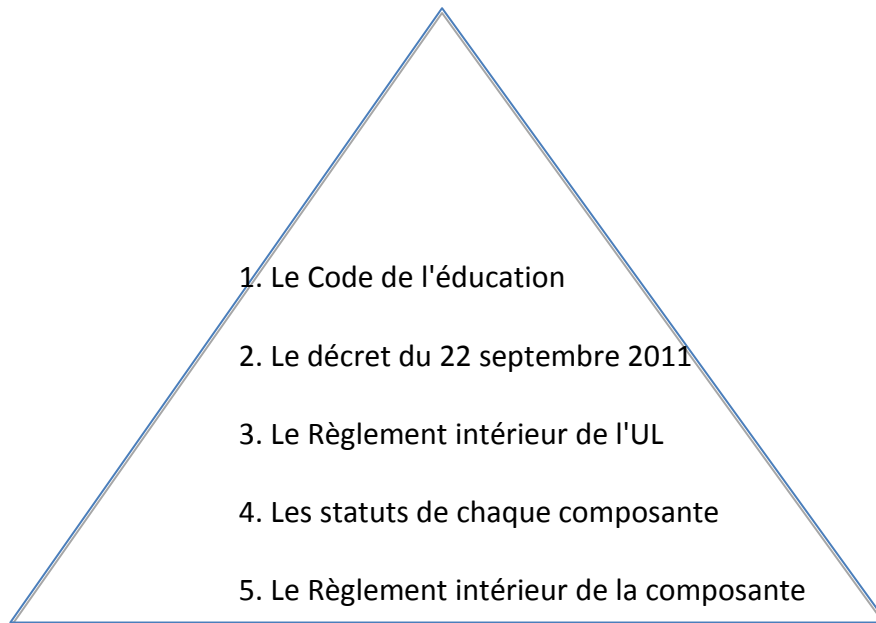 1. Le Code de l'éducation
2. Le décret du 22 septembre 2011
3. Le Règlement intérieur de l'UL
4. Les statuts de chaque composante
5. Le Règlement intérieur de la composante